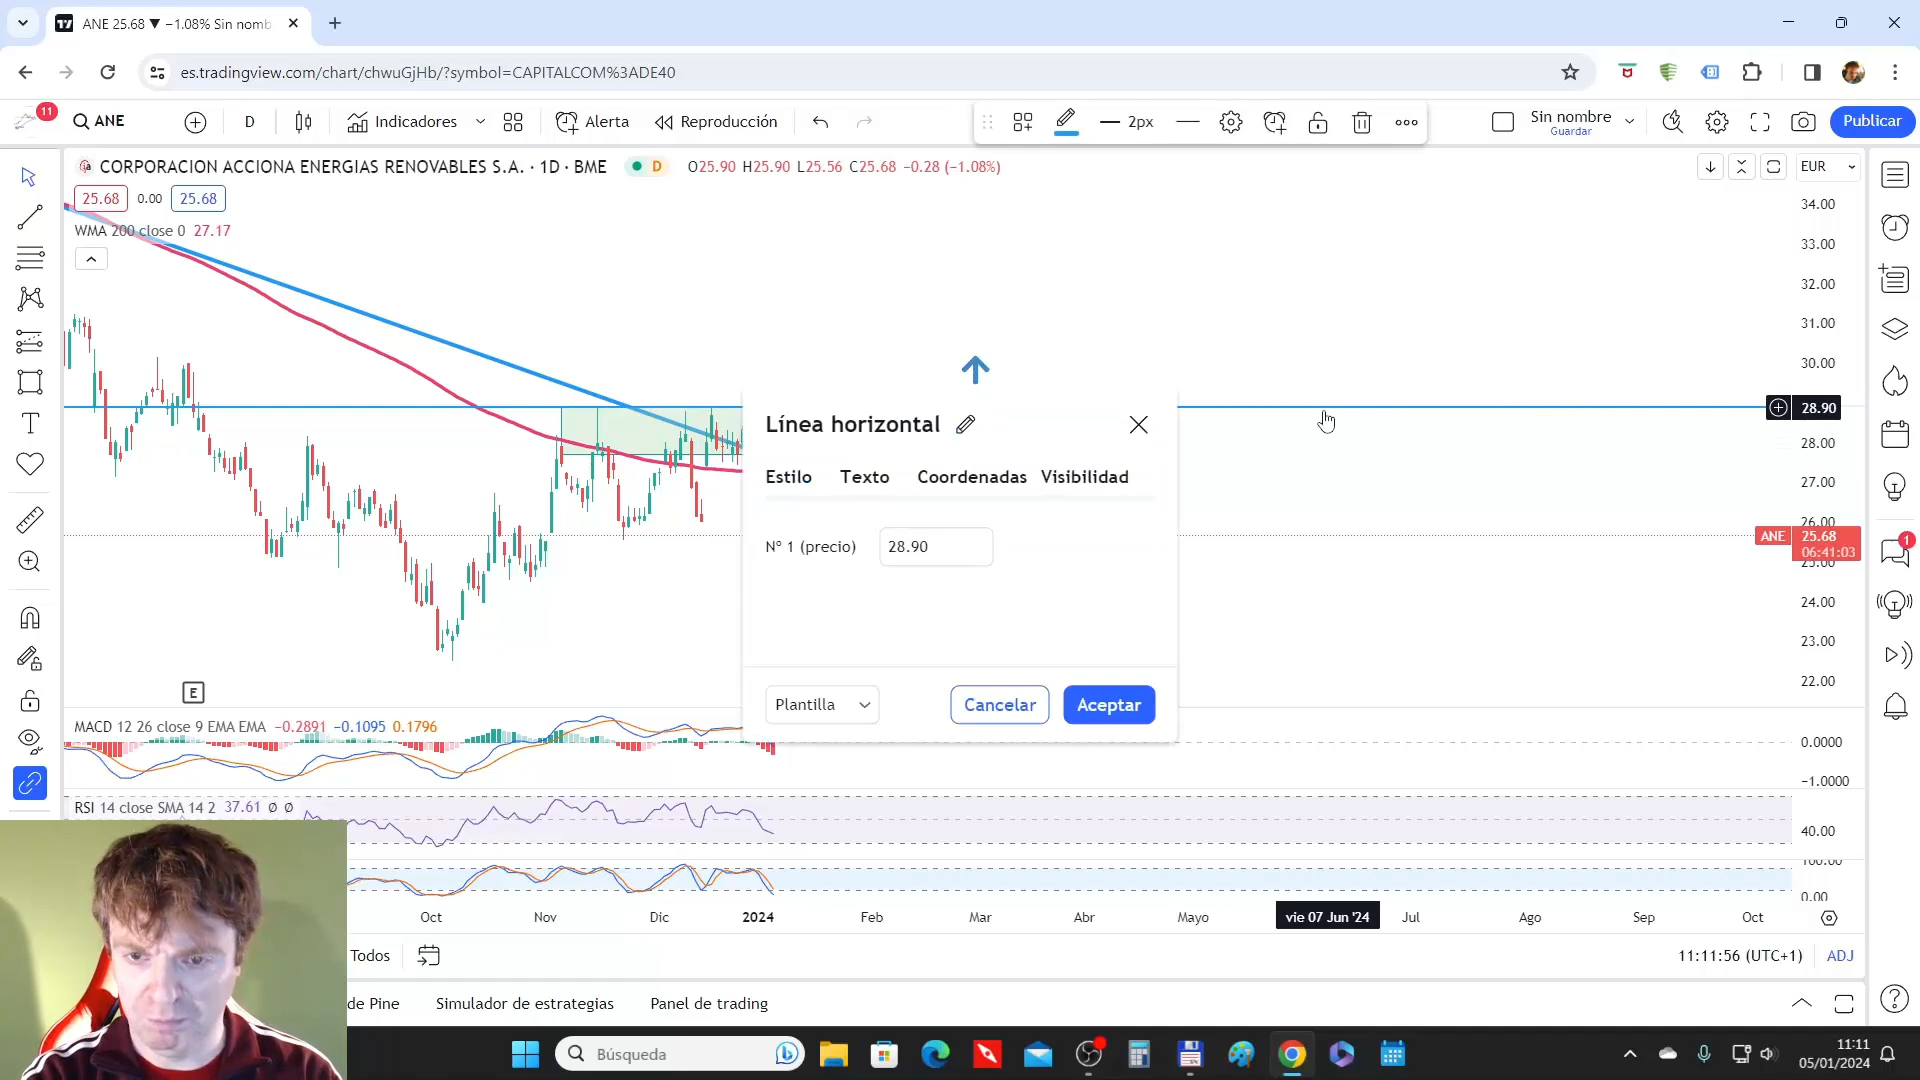 ANE 25.68 ▼ −1.08% Sin nomb
es.tradingview.com/chart/chwuGjHb/?symbol=CAPITALCOM%3ADE40
11
ANE
D
Indicadores
Alerta
Reproducción
2px
Sin nombre
Guardar
Publicar
CORPORACION ACCIONA ENERGIAS RENOVABLES S.A. · 1D · BME
D
O25.90 H25.90 L25.56 C25.68 −0.28 (−1.08%)
EUR
25.68 0.00 25.68
WMA 200 close 0 27.17
34.00
33.00
32.00
31.00
30.00
28.90
28.00
27.00
26.00
ANE 25.68
06:41:03
25.00
24.00
23.00
22.00
1
Línea horizontal
Estilo Texto Coordenadas Visibilidad
Nº 1 (precio) 28.90
Plantilla
Cancelar
Aceptar
E
MACD 12 26 close 9 EMA EMA −0.2891 −0.1095 0.1796
0.0000
−1.0000
RSI 14 close SMA 14 2 37.61 ∅ ∅
40.00
100.00
0.00
Oct Nov Dic 2024 Feb Mar Abr Mayo vie 07 Jun '24 Jul Ago Sep Oct
Todos
11:11:56 (UTC+1) ADJ
de Pine Simulador de estrategias Panel de trading
Búsqueda
11:11
05/01/2024